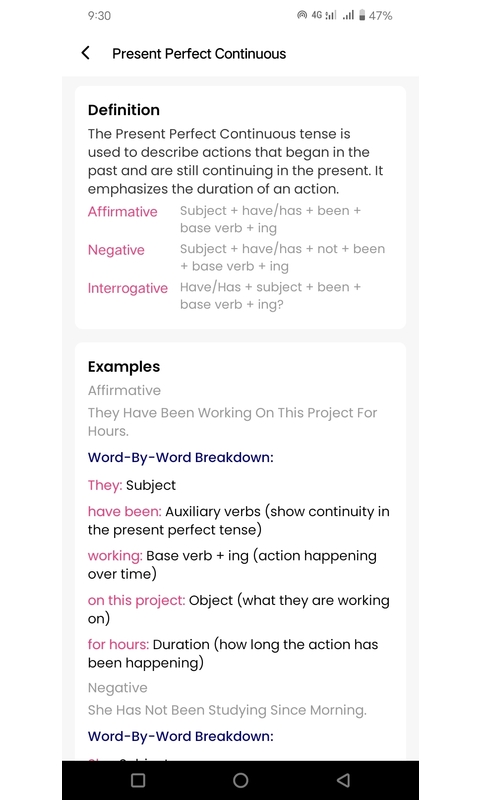 9:30
4G 47%
Present Perfect Continuous
Definition
The Present Perfect Continuous tense is
used to describe actions that began in the
past and are still continuing in the present. It
emphasizes the duration of an action.
Affirmative Subject + have/has + been +
base verb + ing
Negative Subject + have/has + not + been
+ base verb + ing
Interrogative Have/Has + subject + been +
base verb + ing?
Examples
Affirmative
They Have Been Working On This Project For
Hours.
Word-By-Word Breakdown:
They: Subject
have been: Auxiliary verbs (show continuity in
the present perfect tense)
working: Base verb + ing (action happening
over time)
on this project: Object (what they are working
on)
for hours: Duration (how long the action has
been happening)
Negative
She Has Not Been Studying Since Morning.
Word-By-Word Breakdown: